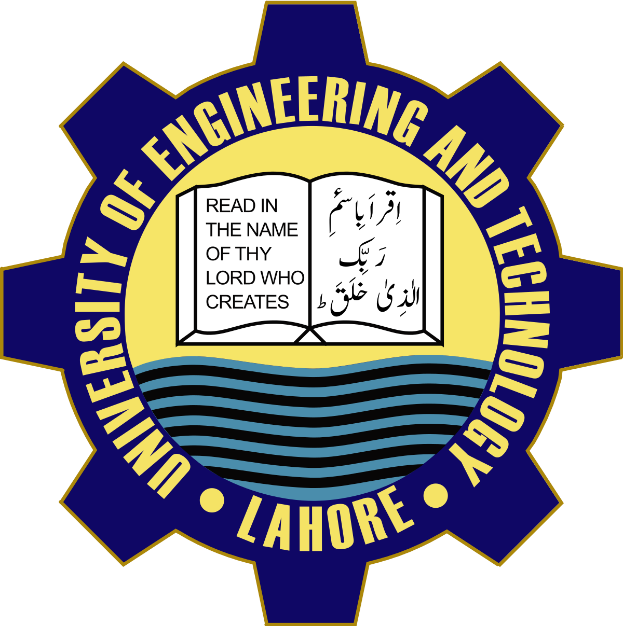 UNIVERSITY OF ENGINEERING AND TECHNOLOGY
READ IN
THE NAME
OF THY
LORD WHO
CREATES
اِقرَاَبِاسمِ
رَبِّکَ
الَّذِیٰ خَلَقَ ؕ
LAHORE